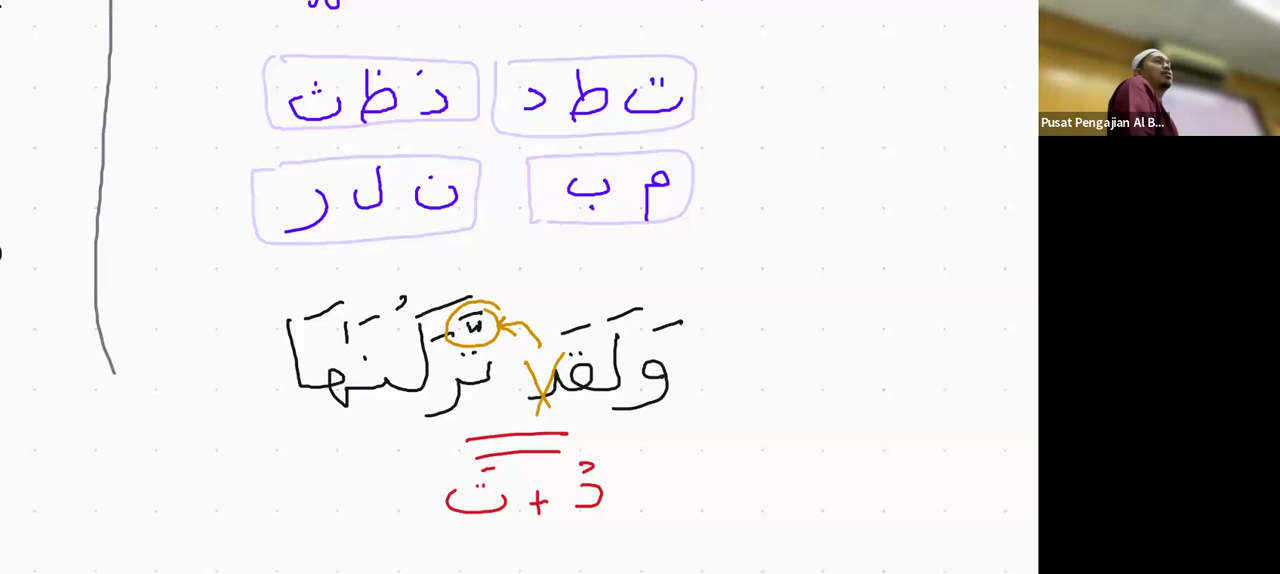 ت ط د ذ ظ ث
م ب ن ل ر
وَلَقَد تَّرَكْنَٰهَا
دْ + تَ
Pusat Pengajian Al B...